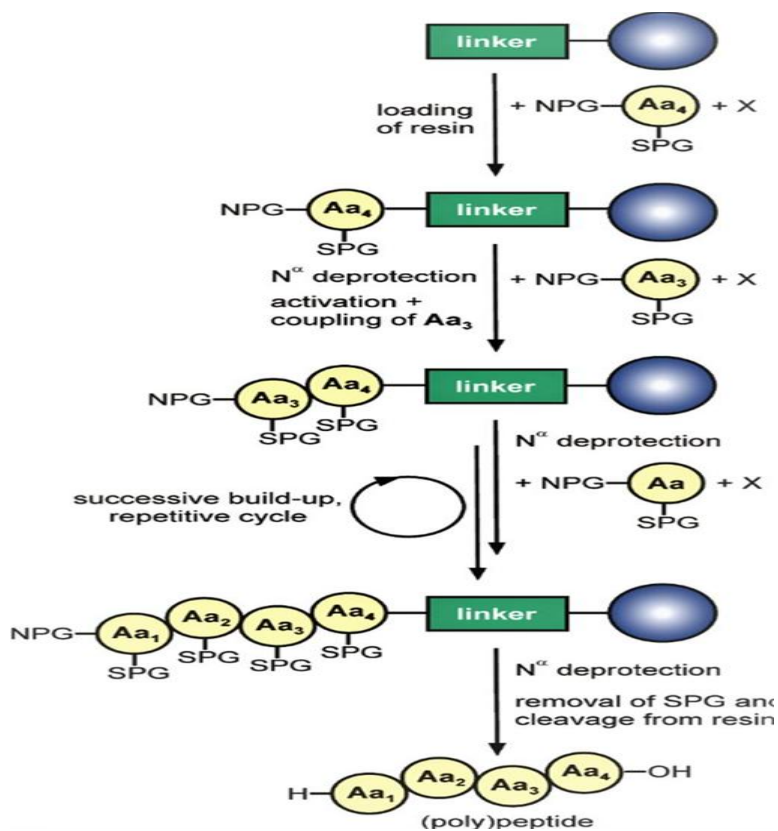 linker
loading
of resin
+ NPG—Aa₄ + X
SPG
NPG—Aa₄
linker
SPG
Nα deprotection
activation +
coupling of Aa₃
+ NPG—Aa₃ + X
SPG
NPG—Aa₃ Aa₄
linker
SPG SPG
successive build-up,
repetitive cycle
Nα deprotection
+ NPG—Aa + X
SPG
NPG—Aa₁ Aa₂ Aa₃ Aa₄
linker
SPG SPG SPG SPG
Nα deprotection
removal of SPG and
cleavage from resin
H—Aa₁ Aa₂ Aa₃ Aa₄—OH
(poly)peptide